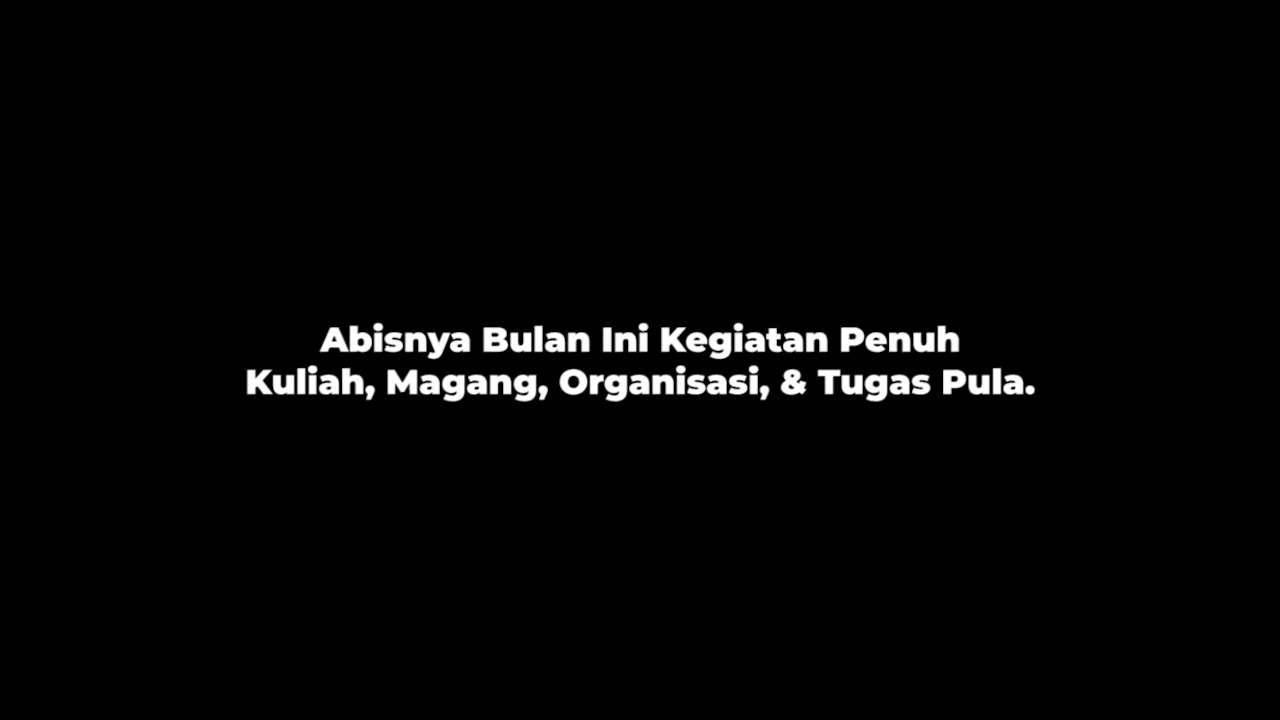 Abisnya Bulan Ini Kegiatan Penuh
Kuliah, Magang, Organisasi, & Tugas Pula.